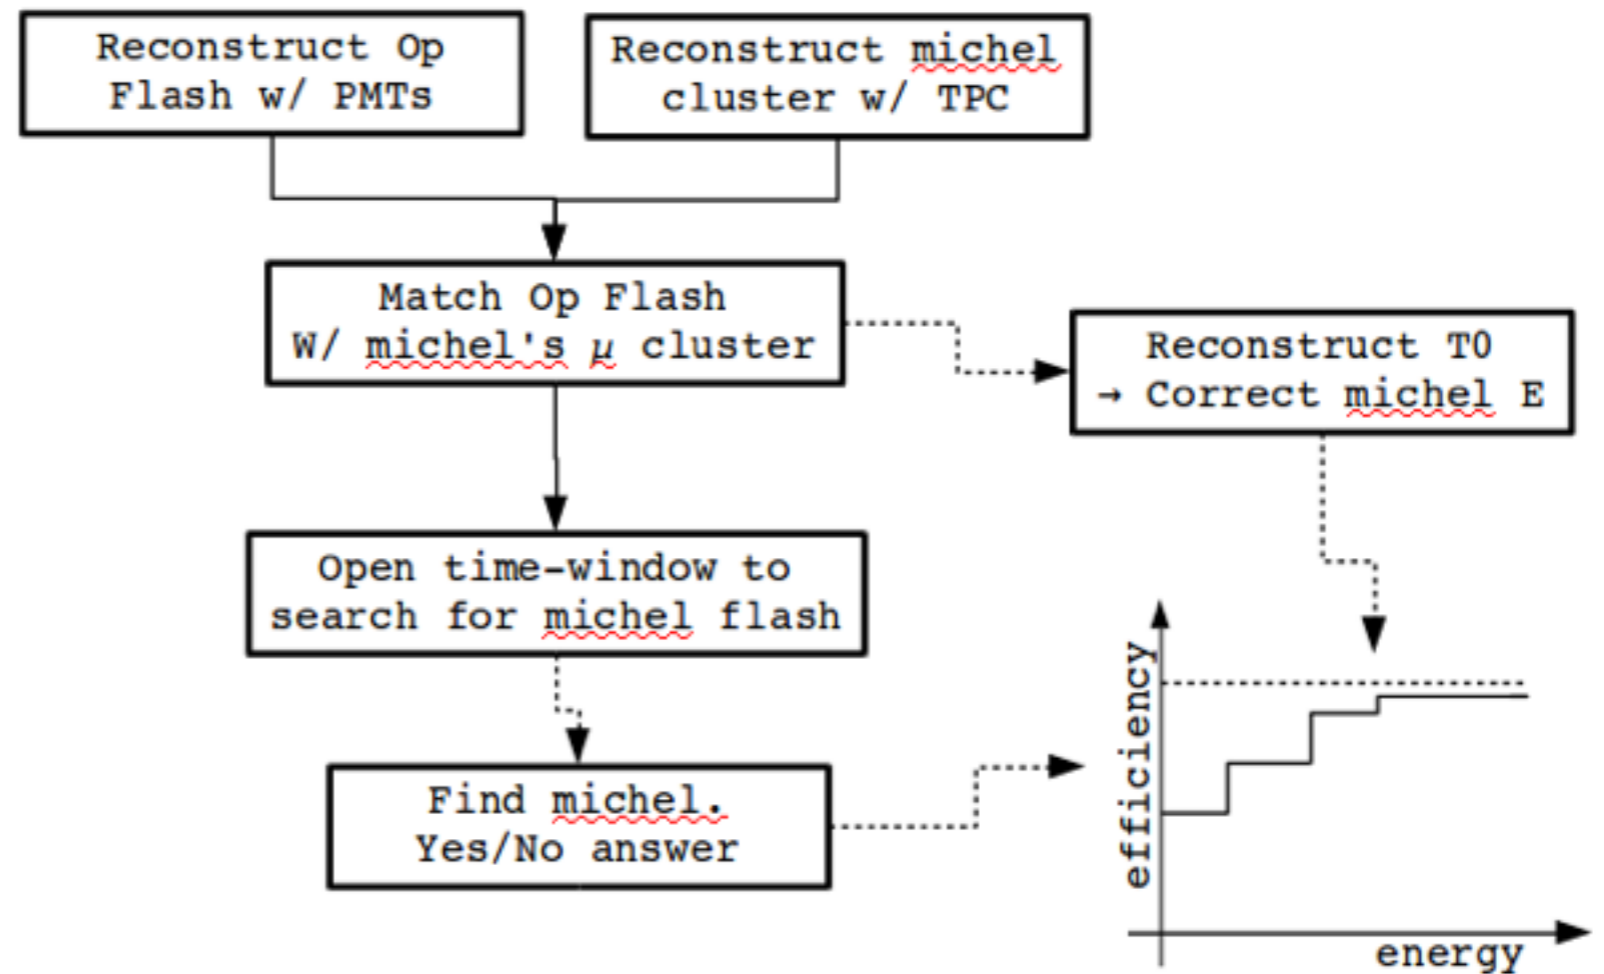 Reconstruct Op
Flash w/ PMTs
Reconstruct michel
cluster w/ TPC
Match Op Flash
W/ michel's μ cluster
Reconstruct T0
→ Correct michel E
Open time-window to
search for michel flash
Find michel.
Yes/No answer
efficiency
energy